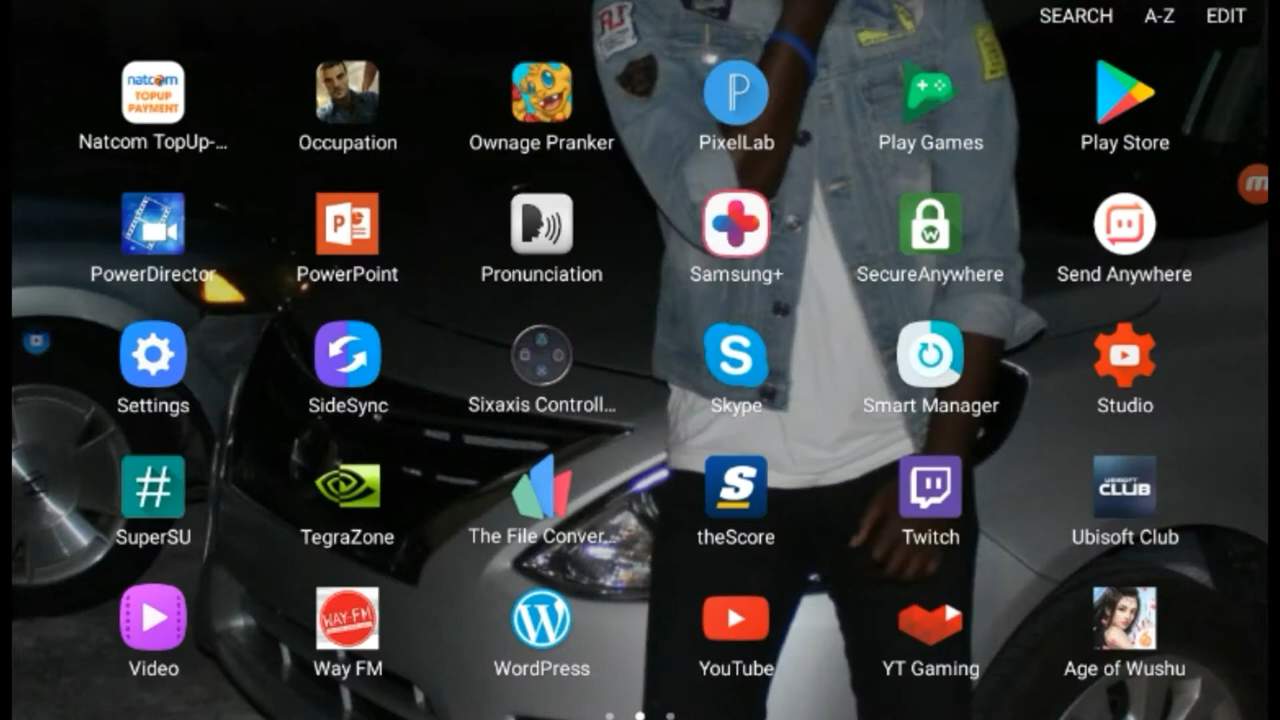 SEARCH A-Z EDIT
natcom
TOPUP
PAYMENT
Natcom TopUp-... Occupation Ownage Pranker PixelLab Play Games Play Store
PowerDirector PowerPoint Pronunciation Samsung+ SecureAnywhere Send Anywhere
Settings SideSync Sixaxis Controll... Skype Smart Manager Studio
UBISOFT
CLUB
SuperSU TegraZone The File Conver... theScore Twitch Ubisoft Club
WAY-FM
Video Way FM WordPress YouTube YT Gaming Age of Wushu